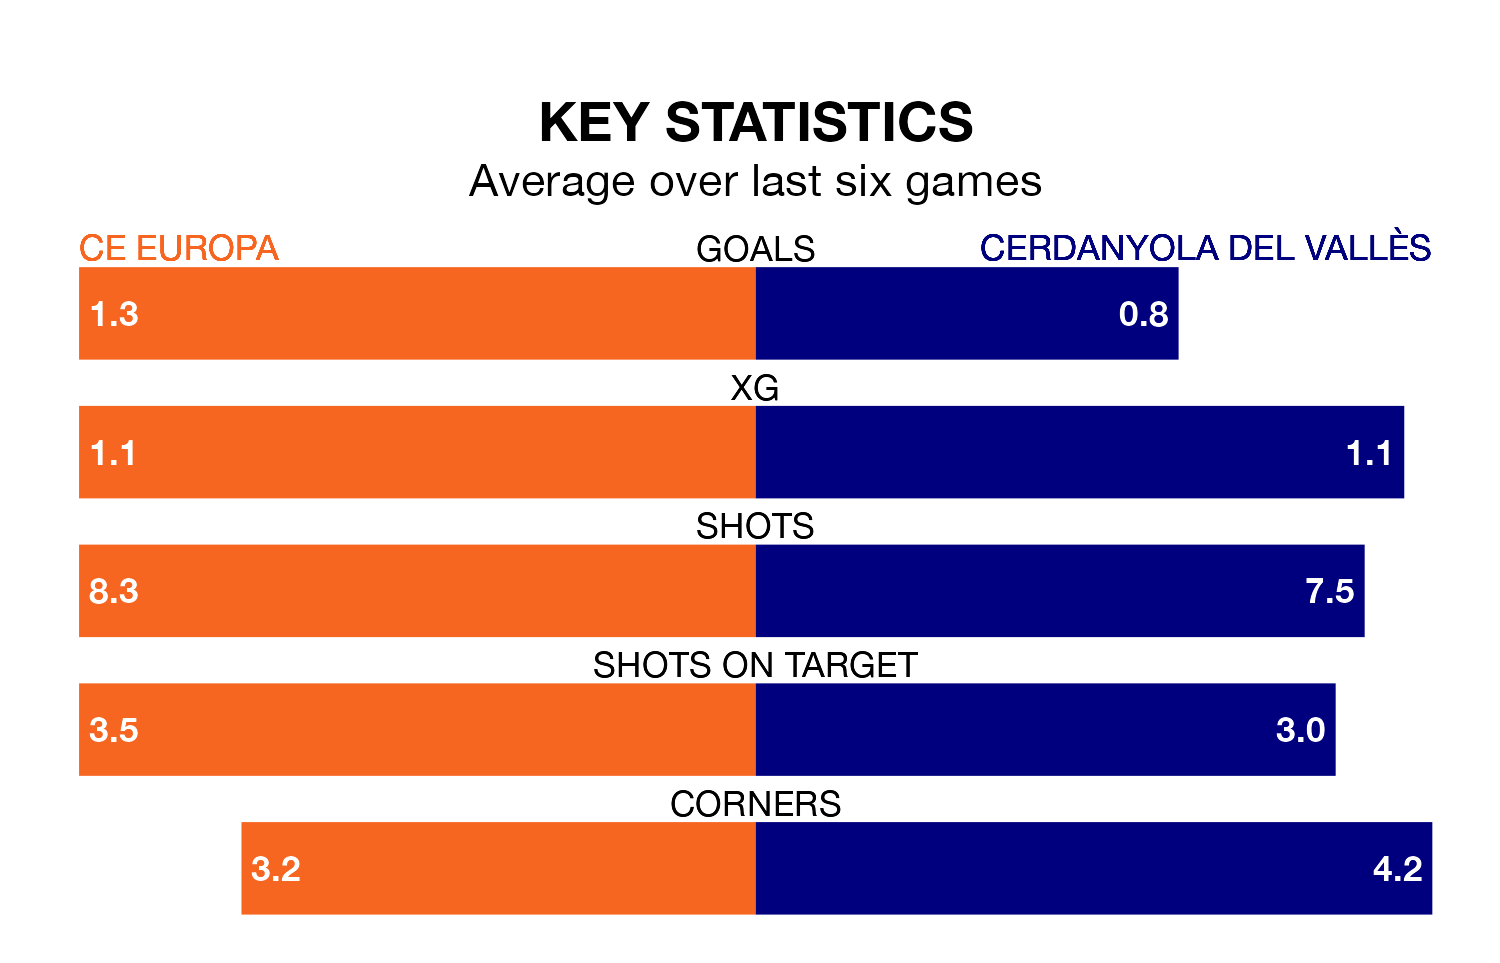 KEY STATISTICS
Average over last six games
CE EUROPA GOALS CERDANYOLA DEL VALLÈS
1.3 0.8
XG
1.1 1.1
SHOTS
8.3 7.5
SHOTS ON TARGET
3.5 3.0
CORNERS
3.2 4.2